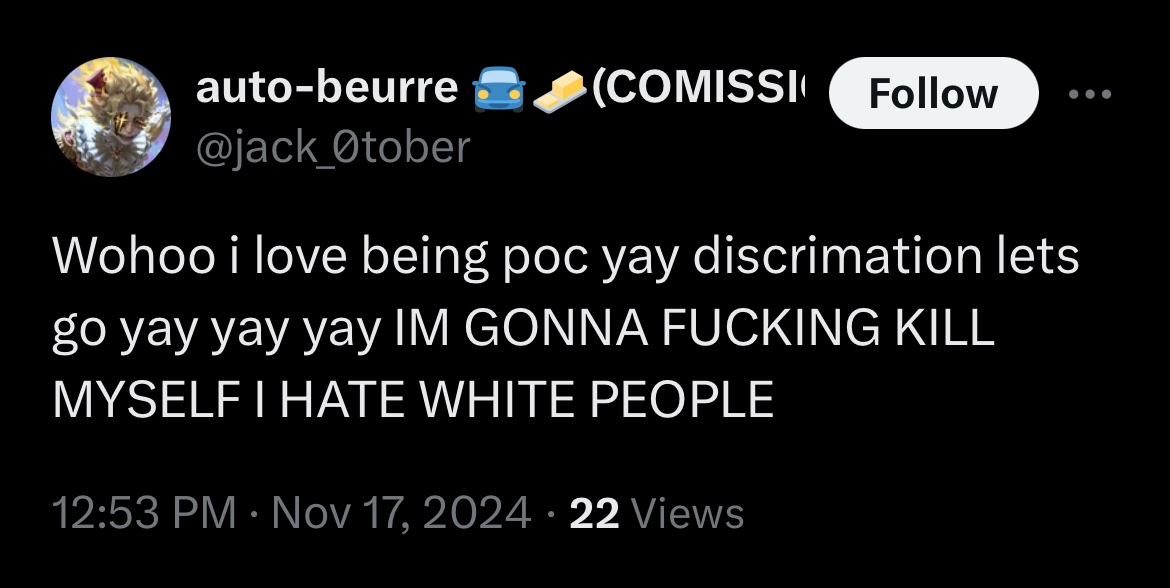 auto-beurre 🚘🧈(COMISSI
Follow
@jack_0tober
Wohoo i love being poc yay discrimation lets
go yay yay yay IM GONNA FUCKING KILL
MYSELF I HATE WHITE PEOPLE
12:53 PM · Nov 17, 2024 · 22 Views